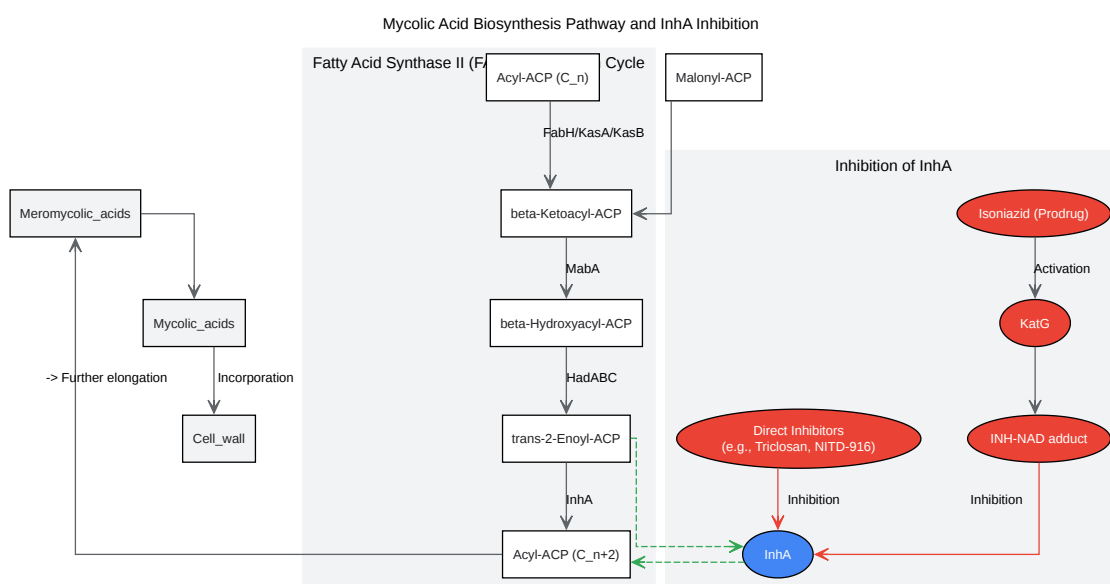 Mycolic Acid Biosynthesis Pathway and InhA Inhibition
Fatty Acid Synthase II (FA
Cycle
Acyl-ACP (C_n)
Malonyl-ACP
FabH/KasA/KasB
Inhibition of InhA
Meromycolic_acids
beta-Ketoacyl-ACP
Isoniazid (Prodrug)
MabA
Activation
Mycolic_acids
beta-Hydroxyacyl-ACP
KatG
-> Further elongation
Incorporation
HadABC
Cell_wall
trans-2-Enoyl-ACP
Direct Inhibitors
(e.g., Triclosan, NITD-916)
INH-NAD adduct
InhA
Inhibition
Inhibition
Acyl-ACP (C_n+2)
InhA